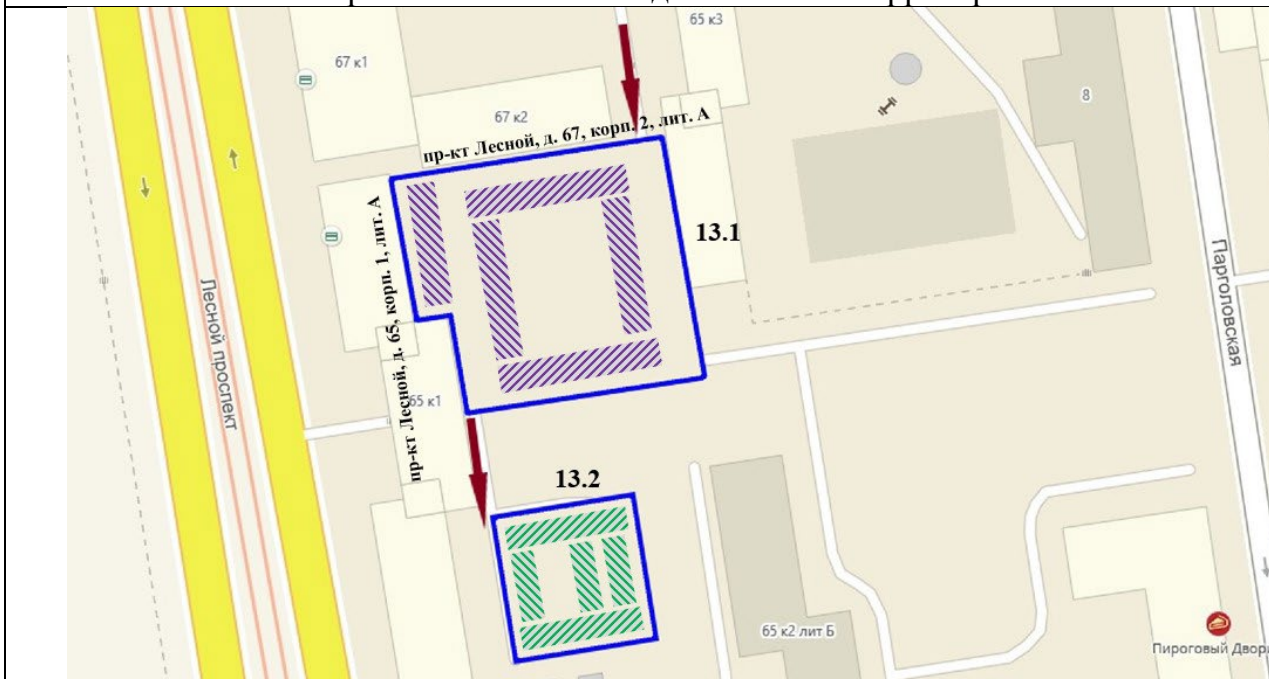 65 к3
67 к1
8
67 к2
пр-кт Лесной, д. 67, корп. 2, лит. А
пр-кт Лесной, д. 65, корп. 1, лит. А
13.1
Лесной проспект
Парголовская
65 к1
13.2
65 к2 лит Б
Пироговый Двори